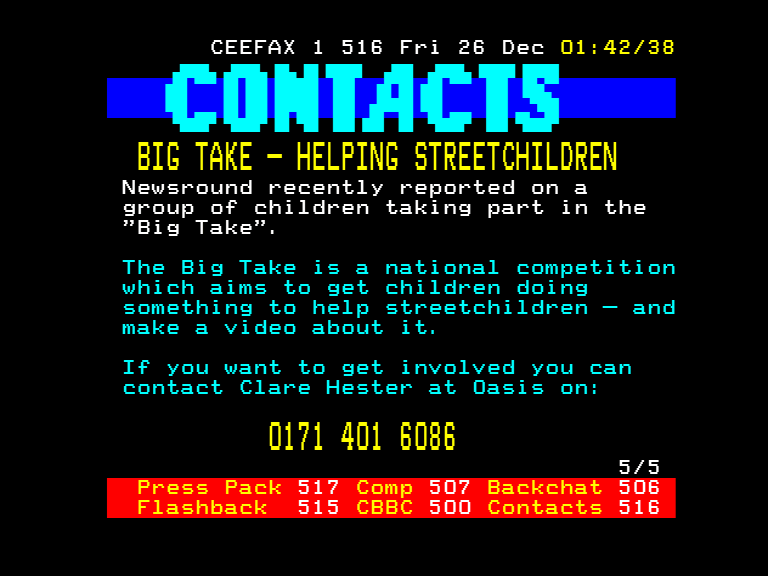 CEEFAX 1 516 Fri 26 Dec 01:42/38
CONTACTS
BIG TAKE – HELPING STREETCHILDREN
Newsround recently reported on a
group of children taking part in the
”Big Take”.
The Big Take is a national competition
which aims to get children doing
something to help streetchildren – and
make a video about it.
If you want to get involved you can
contact Clare Hester at Oasis on:
0171 401 6086
5/5
Press Pack 517 Comp 507 Backchat 506
Flashback 515 CBBC 500 Contacts 516